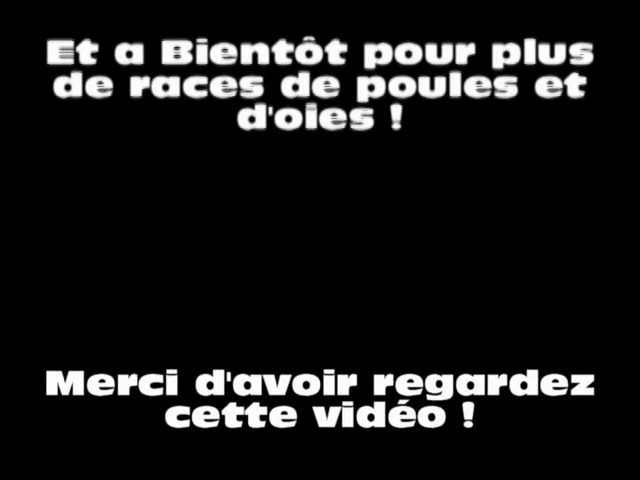 Et a Bientôt pour plus
de races de poules et
d'oies !
Merci d'avoir regardez
cette vidéo !